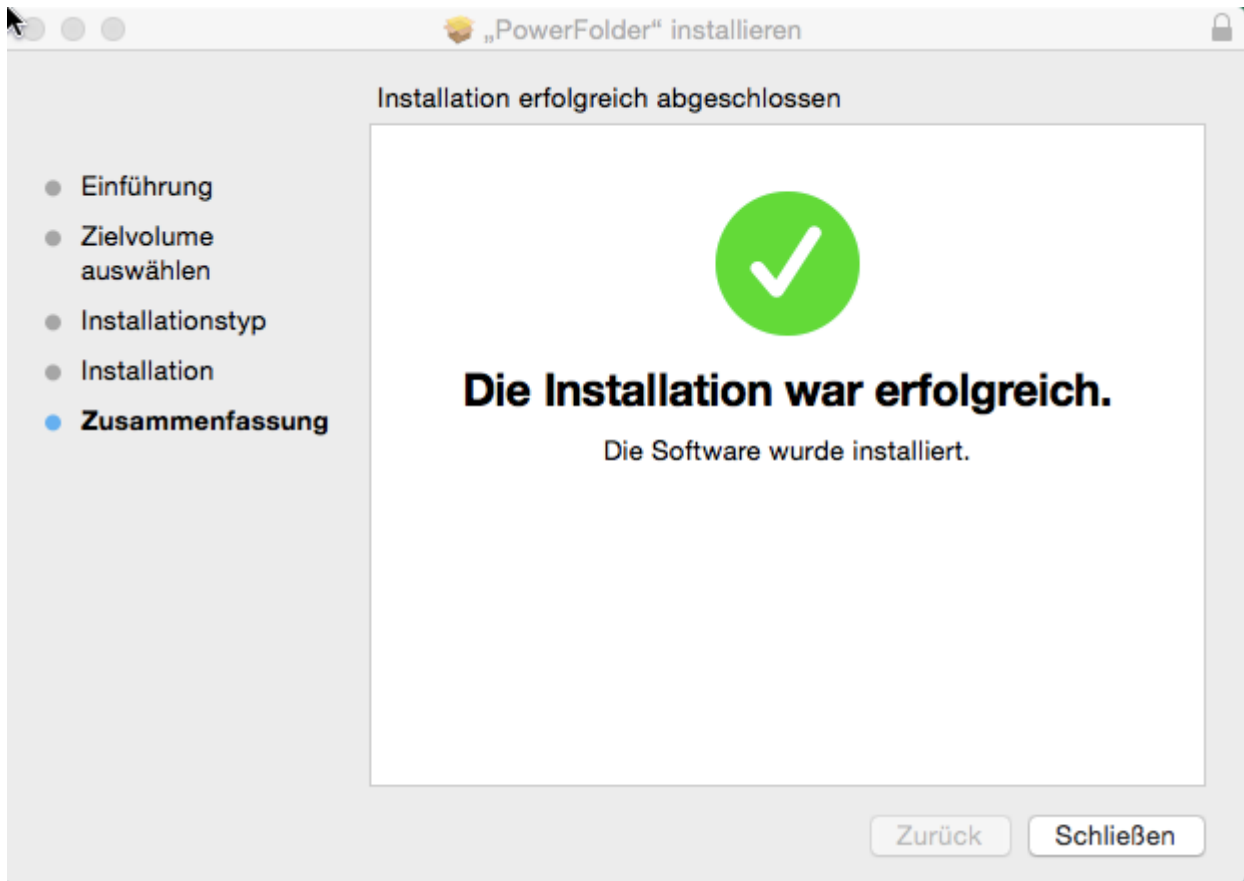 „PowerFolder“ installieren
Installation erfolgreich abgeschlossen
Einführung
Zielvolume
auswählen
Installationstyp
Installation
Zusammenfassung
Die Installation war erfolgreich.
Die Software wurde installiert.
Zurück
Schließen